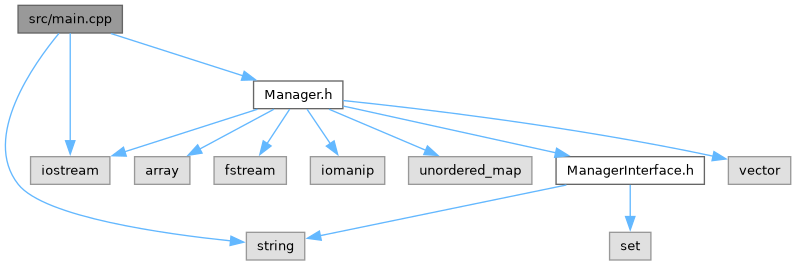 src/main.cpp
Manager.h
iostream
array
fstream
iomanip
unordered_map
ManagerInterface.h
vector
string
set